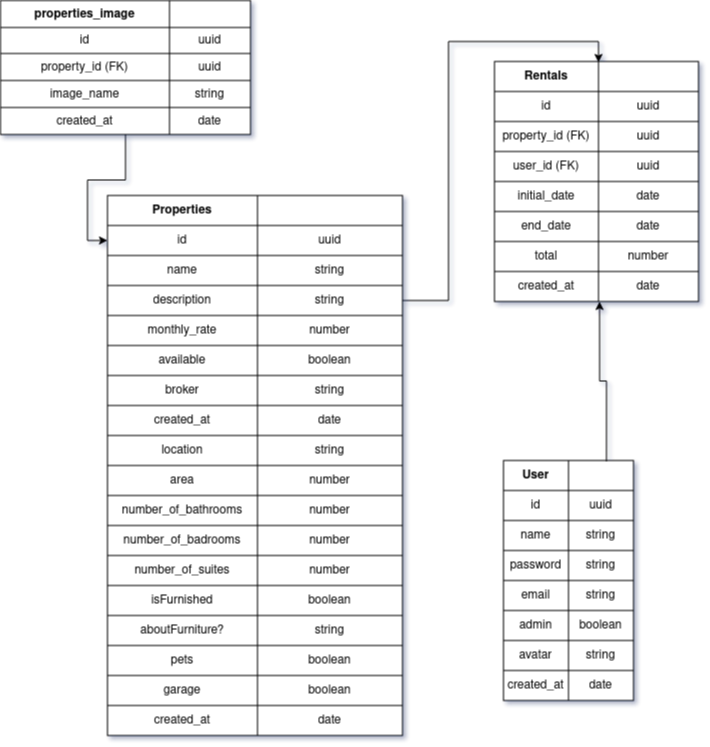 properties_image
id uuid
property_id (FK) uuid
image_name string
created_at date
Properties
id uuid
name string
description string
monthly_rate number
available boolean
broker string
created_at date
location string
area number
number_of_bathrooms number
number_of_badrooms number
number_of_suites number
isFurnished boolean
aboutFurniture? string
pets boolean
garage boolean
created_at date
Rentals
id uuid
property_id (FK) uuid
user_id (FK) uuid
initial_date date
end_date date
total number
created_at date
User
id uuid
name string
password string
email string
admin boolean
avatar string
created_at date